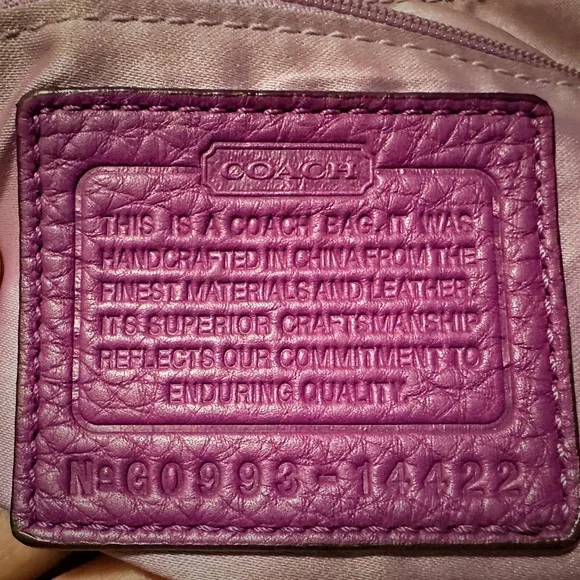 COACH
THIS IS A COACH BAG. IT WAS
HANDCRAFTED IN CHINA FROM THE
FINEST MATERIALS AND LEATHER.
ITS SUPERIOR CRAFTSMANSHIP
REFLECTS OUR COMMITMENT TO
ENDURING QUALITY.
Nº G0993-14422